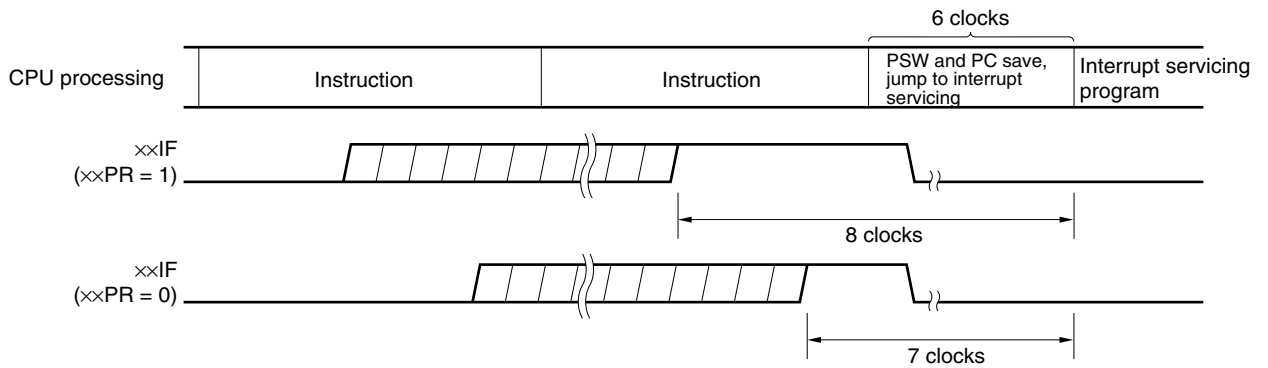 6 clocks
CPU processing
Instruction
Instruction
PSW and PC save,
jump to interrupt
servicing
Interrupt servicing
program
××IF
(××PR = 1)
8 clocks
××IF
(××PR = 0)
7 clocks